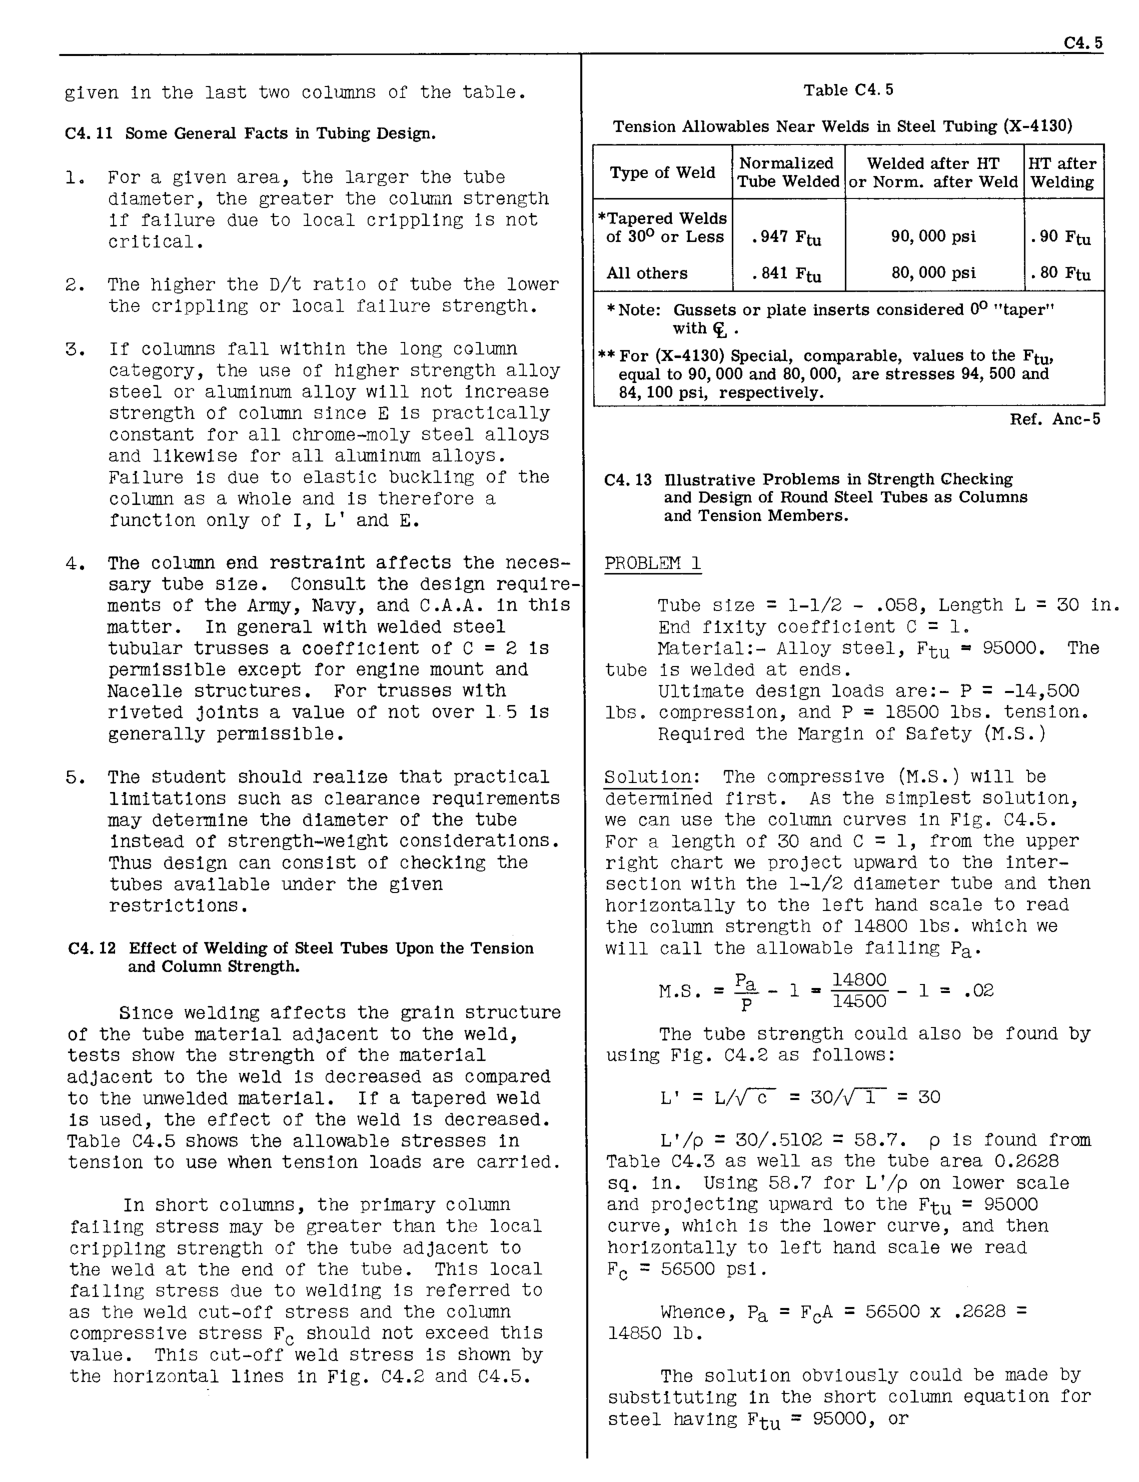 C4.5
given in the last two columns of the table.
C4.11 Some General Facts in Tubing Design.
1. For a given area, the larger the tube
diameter, the greater the column strength
if failure due to local crippling is not
critical.
2. The higher the D/t ratio of tube the lower
the crippling or local failure strength.
3. If columns fall within the long column
category, the use of higher strength alloy
steel or aluminum alloy will not increase
strength of column since E is practically
constant for all chrome-moly steel alloys
and likewise for all aluminum alloys.
Failure is due to elastic buckling of the
column as a whole and is therefore a
function only of I, L' and E.
4. The column end restraint affects the neces-
sary tube size. Consult the design require-
ments of the Army, Navy, and C.A.A. in this
matter. In general with welded steel
tubular trusses a coefficient of C = 2 is
permissible except for engine mount and
Nacelle structures. For trusses with
riveted joints a value of not over 1.5 is
generally permissible.
5. The student should realize that practical
limitations such as clearance requirements
may determine the diameter of the tube
instead of strength-weight considerations.
Thus design can consist of checking the
tubes available under the given
restrictions.
C4.12 Effect of Welding of Steel Tubes Upon the Tension
and Column Strength.
Since welding affects the grain structure
of the tube material adjacent to the weld,
tests show the strength of the material
adjacent to the weld is decreased as compared
to the unwelded material. If a tapered weld
is used, the effect of the weld is decreased.
Table C4.5 shows the allowable stresses in
tension to use when tension loads are carried.
In short columns, the primary column
failing stress may be greater than the local
crippling strength of the tube adjacent to
the weld at the end of the tube. This local
failing stress due to welding is referred to
as the weld cut-off stress and the column
compressive stress Fc should not exceed this
value. This cut-off weld stress is shown by
the horizontal lines in Fig. C4.2 and C4.5.
Table C4.5
Tension Allowables Near Welds in Steel Tubing (X-4130)
Type of Weld | Normalized Tube Welded | Welded after HT or Norm. after Weld | HT after Welding
*Tapered Welds of 30° or Less | .947 Ftu | 90,000 psi | .90 Ftu
All others | .841 Ftu | 80,000 psi | .80 Ftu
*Note: Gussets or plate inserts considered 0° "taper"
with ℄.
**For (X-4130) Special, comparable, values to the Ftu,
equal to 90,000 and 80,000, are stresses 94,500 and
84,100 psi, respectively.
Ref. Anc-5
C4.13 Illustrative Problems in Strength Checking
and Design of Round Steel Tubes as Columns
and Tension Members.
PROBLEM 1
Tube size = 1-1/2 - .058, Length L = 30 in.
End fixity coefficient C = 1.
Material:- Alloy steel, Ftu = 95000. The
tube is welded at ends.
Ultimate design loads are:- P = -14,500
lbs. compression, and P = 18500 lbs. tension.
Required the Margin of Safety (M.S.)
Solution: The compressive (M.S.) will be
determined first. As the simplest solution,
we can use the column curves in Fig. C4.5.
For a length of 30 and C = 1, from the upper
right chart we project upward to the inter-
section with the 1-1/2 diameter tube and then
horizontally to the left hand scale to read
the column strength of 14800 lbs. which we
will call the allowable failing Pa.
M.S. = Pa/P - 1 = 14800/14500 - 1 = .02
The tube strength could also be found by
using Fig. C4.2 as follows:
L' = L/√c = 30/√1 = 30
L'/ρ = 30/.5102 = 58.7. ρ is found from
Table C4.3 as well as the tube area 0.2628
sq. in. Using 58.7 for L'/ρ on lower scale
and projecting upward to the Ftu = 95000
curve, which is the lower curve, and then
horizontally to left hand scale we read
Fc = 56500 psi.
Whence, Pa = FcA = 56500 x .2628 =
14850 lb.
The solution obviously could be made by
substituting in the short column equation for
steel having Ftu = 95000, or